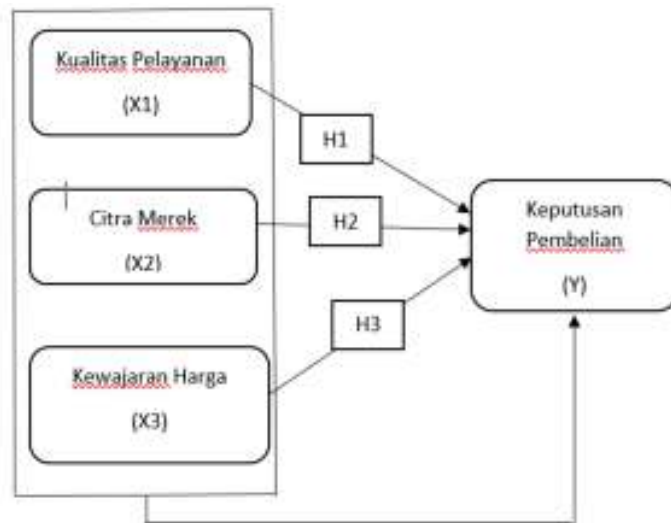 Kualitas Pelayanan
(X1)
H1
Citra Merek
(X2)
H2
Keputusan
Pembelian
(Y)
H3
Kewajaran Harga
(X3)